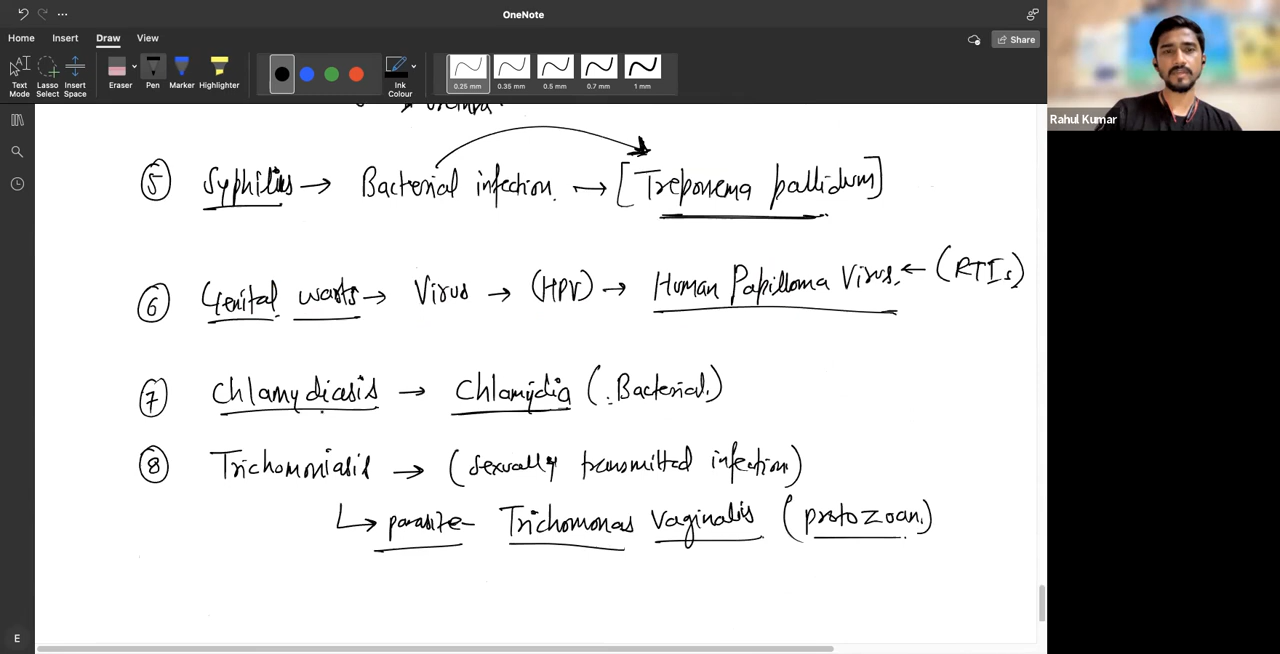 OneNote
Home Insert Draw View
Share
Text Mode
Lasso Select
Insert Space
Eraser
Pen
Marker
Highlighter
Ink Colour
0.25 mm 0.35 mm 0.5 mm 0.7 mm 1 mm
Rahul Kumar
⑤ Syphilis → Bacterial infection. → [Treponema pallidum]
⑥ Genital warts → Virus → (HPV) → Human Papilloma Virus. ← (RTIs)
⑦ Chlamydiasis → Chlamydia (Bacterial.)
⑧ Trichomoniasis → (sexually transmitted infection)
↳ parasite- Trichomonas vaginalis (protozoan.)
E